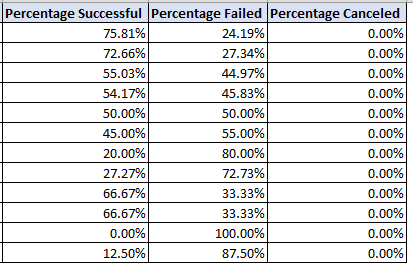 Percentage Successful Percentage Failed Percentage Canceled
75.81% 24.19% 0.00%
72.66% 27.34% 0.00%
55.03% 44.97% 0.00%
54.17% 45.83% 0.00%
50.00% 50.00% 0.00%
45.00% 55.00% 0.00%
20.00% 80.00% 0.00%
27.27% 72.73% 0.00%
66.67% 33.33% 0.00%
66.67% 33.33% 0.00%
0.00% 100.00% 0.00%
12.50% 87.50% 0.00%